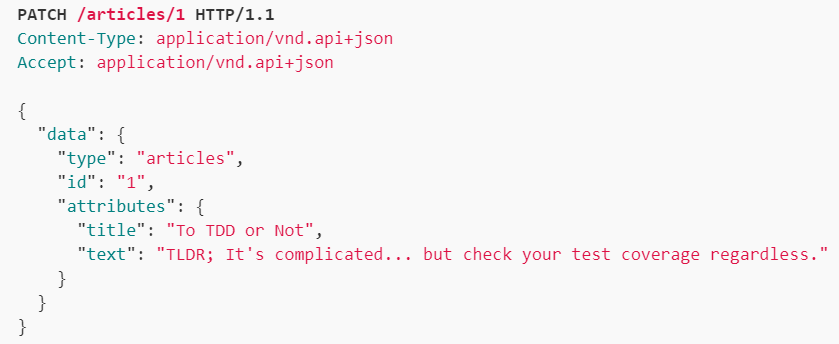 PATCH /articles/1 HTTP/1.1
Content-Type: application/vnd.api+json
Accept: application/vnd.api+json

{
  "data": {
    "type": "articles",
    "id": "1",
    "attributes": {
      "title": "To TDD or Not",
      "text": "TLDR; It's complicated... but check your test coverage regardless."
    }
  }
}